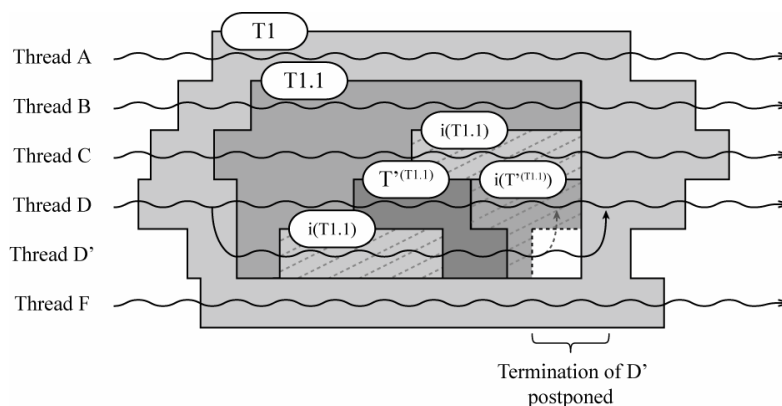 T1
Thread A
T1.1
Thread B
i(T1.1)
Thread C
T’(T1.1)
i(T’(T1.1))
Thread D
i(T1.1)
Thread D’
Thread F
Termination of D’
postponed